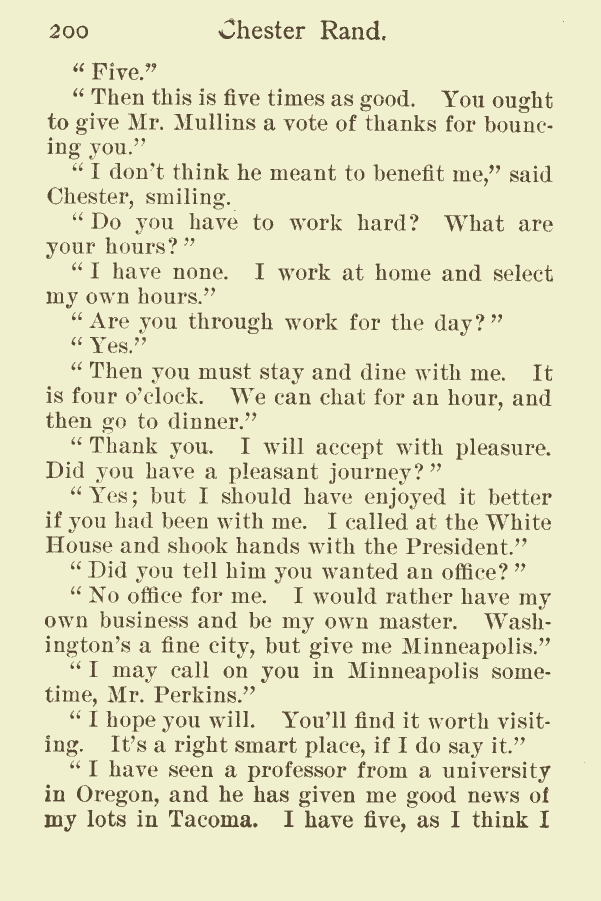 200 Chester Rand.
“ Five.”
“ Then this is five times as good. You ought
to give Mr. Mullins a vote of thanks for bounc-
ing you.”
“ I don’t think he meant to benefit me,” said
Chester, smiling.
“ Do you have to work hard? What are
your hours? ”
“ I have none. I work at home and select
my own hours.”
“ Are you through work for the day? ”
“ Yes.”
“ Then you must stay and dine with me. It
is four o’clock. We can chat for an hour, and
then go to dinner.”
“ Thank you. I will accept with pleasure.
Did you have a pleasant journey? ”
“ Yes; but I should have enjoyed it better
if you had been with me. I called at the White
House and shook hands with the President.”
“ Did you tell him you wanted an office? ”
“ No office for me. I would rather have my
own business and be my own master. Wash-
ington’s a fine city, but give me Minneapolis.”
“ I may call on you in Minneapolis some-
time, Mr. Perkins.”
“ I hope you will. You’ll find it worth visit-
ing. It’s a right smart place, if I do say it.”
“ I have seen a professor from a university
in Oregon, and he has given me good news of
my lots in Tacoma. I have five, as I think I